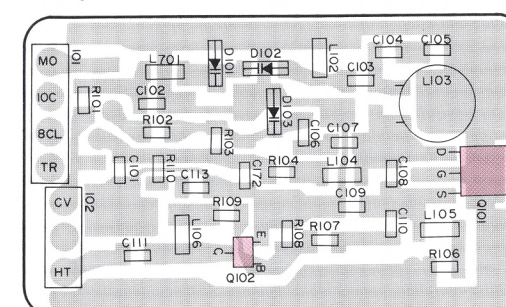 MO
IOC
8CL
TR
IO1
CV
HT
IO2
L701
D101
D102
L102
C104
C105
R101
C102
C103
L103
R102
D103
R103
C106
C107
D
G
S
Q101
C101
R110
C113
C172
R104
L104
C108
C109
R109
L106
E
C
B
Q102
R108
R107
C110
L105
C111
R106